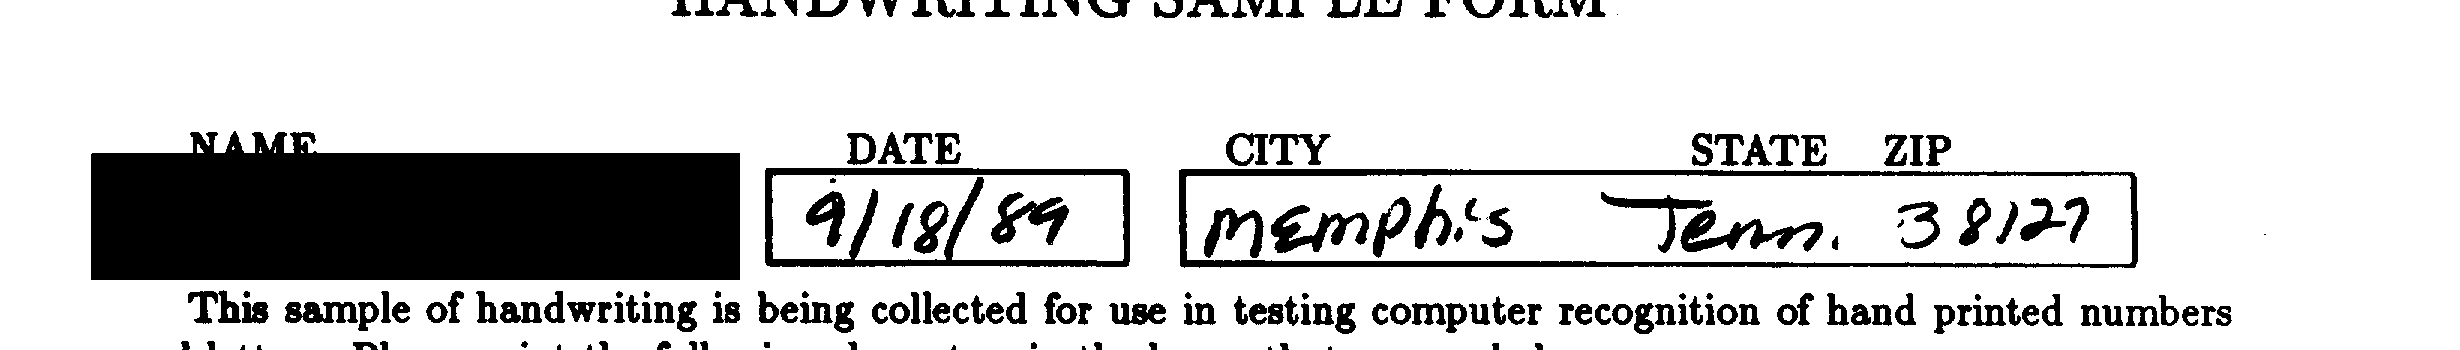 HANDWRITING SAMPLE FORM
NAME DATE CITY STATE ZIP
9/18/89 Memphis Tenn. 38127
This sample of handwriting is being collected for use in testing computer recognition of hand printed numbers